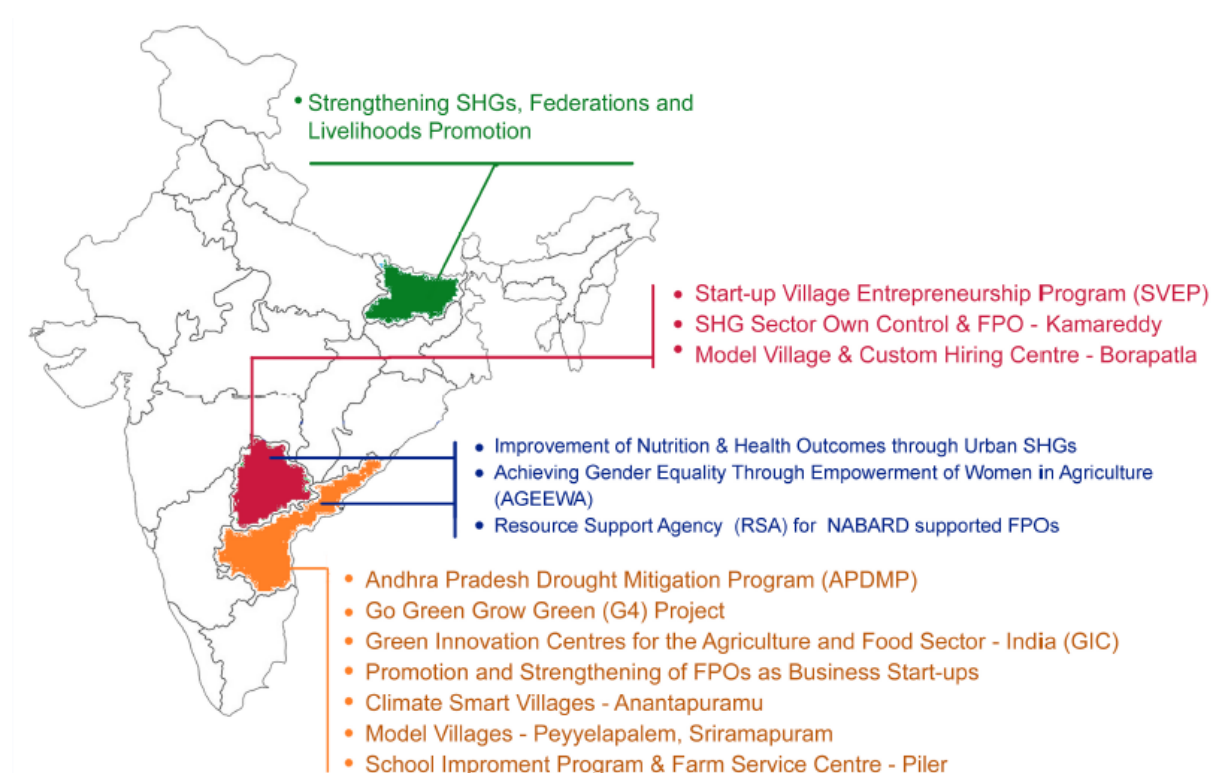 • Strengthening SHGs, Federations and
Livelihoods Promotion
• Start-up Village Entrepreneurship Program (SVEP)
• SHG Sector Own Control & FPO - Kamareddy
• Model Village & Custom Hiring Centre - Borapatla
• Improvement of Nutrition & Health Outcomes through Urban SHGs
• Achieving Gender Equality Through Empowerment of Women in Agriculture
(AGEEWA)
• Resource Support Agency (RSA) for NABARD supported FPOs
• Andhra Pradesh Drought Mitigation Program (APDMP)
• Go Green Grow Green (G4) Project
• Green Innovation Centres for the Agriculture and Food Sector - India (GIC)
• Promotion and Strengthening of FPOs as Business Start-ups
• Climate Smart Villages - Anantapuramu
• Model Villages - Peyyelapalem, Sriramapuram
• School Improment Program & Farm Service Centre - Piler